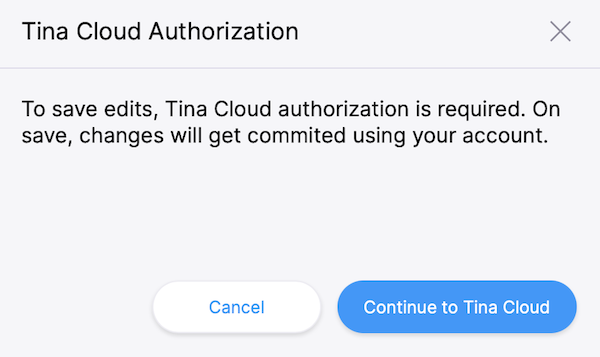 Tina Cloud Authorization
To save edits, Tina Cloud authorization is required. On
save, changes will get commited using your account.
Cancel
Continue to Tina Cloud